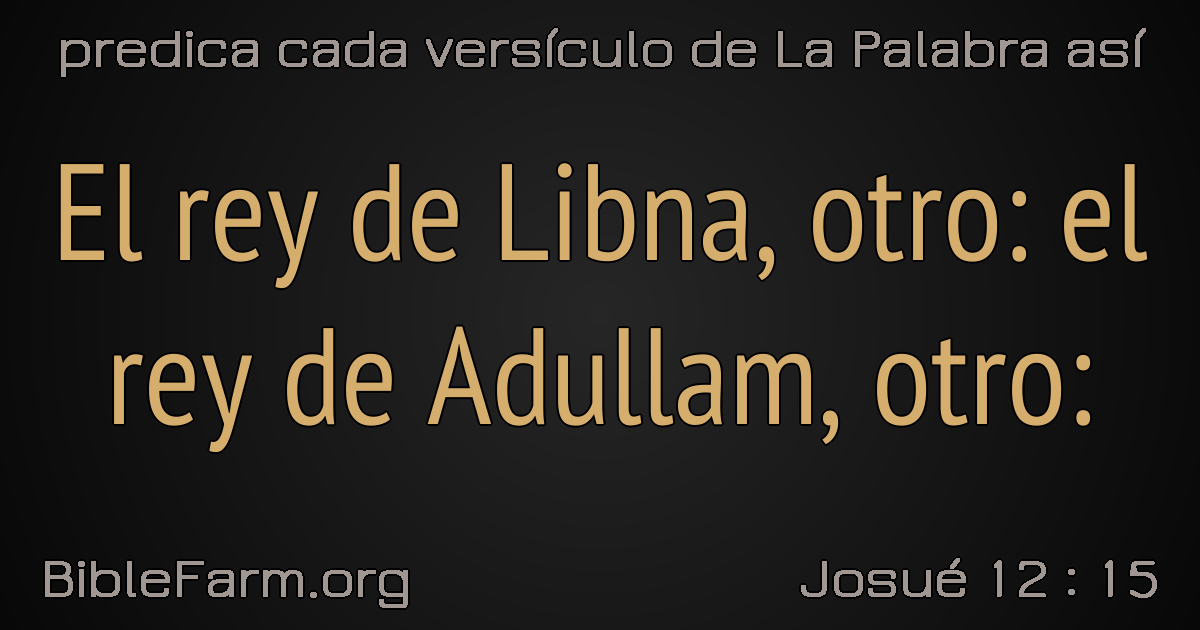 predica cada versículo de La Palabra así
El rey de Libna, otro: el
rey de Adullam, otro:
BibleFarm.org
Josué 12 : 15